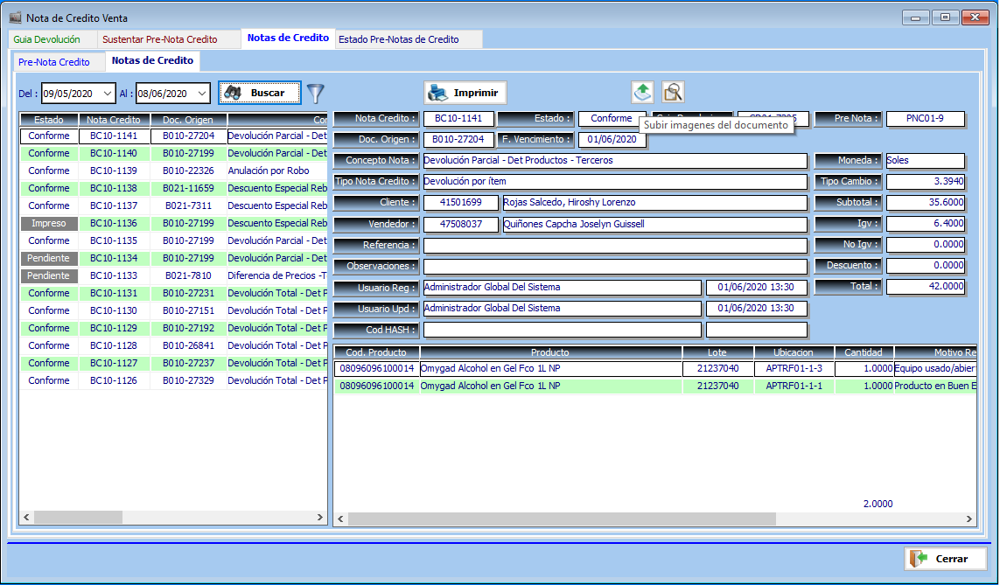 Nota de Credito Venta
Guia Devolución Sustentar Pre-Nota Credito Notas de Credito Estado Pre-Notas de Credito
Pre-Nota Credito Notas de Credito
Del : 09/05/2020 Al : 08/06/2020 Buscar Imprimir
Estado Nota Credito Doc. Origen
Conforme BC10-1141 B010-27204 Devolución Parcial - Det
Conforme BC10-1140 B010-27199 Devolución Parcial - Det
Conforme BC10-1139 B010-22326 Anulación por Robo
Conforme BC10-1138 B021-11659 Descuento Especial Reb
Conforme BC10-1137 B021-7311 Descuento Especial Reb
Impreso BC10-1136 B010-27199 Descuento Especial Reb
Conforme BC10-1135 B010-27199 Devolución Parcial - Det
Pendiente BC10-1134 B010-27199 Devolución Parcial - Det
Pendiente BC10-1133 B021-7810 Diferencia de Precios -T
Conforme BC10-1131 B010-27231 Devolución Total - Det P
Conforme BC10-1130 B010-27151 Devolución Total - Det P
Conforme BC10-1129 B010-27192 Devolución Total - Det P
Conforme BC10-1128 B010-26841 Devolución Total - Det P
Conforme BC10-1127 B010-27237 Devolución Total - Det P
Conforme BC10-1126 B010-27329 Devolución Total - Det P
Nota Credito : BC10-1141 Estado : Conforme Pre Nota : PNC01-9
Subir imagenes del documento
Doc. Origen : B010-27204 F. Vencimiento : 01/06/2020
Concepto Nota : Devolución Parcial - Det Productos - Terceros Moneda : Soles
Tipo Nota Credito : Devolución por ítem Tipo Cambio : 3.3940
Cliente : 41501699 Rojas Salcedo, Hiroshy Lorenzo Subtotal : 35.6000
Vendedor : 47508037 Quiñones Capcha Joselyn Guissell Igv : 6.4000
Referencia : No Igv : 0.0000
Observaciones : Descuento : 0.0000
Usuario Reg : Administrador Global Del Sistema 01/06/2020 13:30 Total : 42.0000
Usuario Upd : Administrador Global Del Sistema 01/06/2020 13:30
Cod HASH :
Cod. Producto Producto Lote Ubicacion Cantidad Motivo Re
08096096100014 Omygad Alcohol en Gel Fco 1L NP 21237040 APTRF01-1-3 1.0000 Equipo usado/abier
08096096100014 Omygad Alcohol en Gel Fco 1L NP 21237040 APTRF01-1-1 1.0000 Producto en Buen E
2.0000
Cerrar